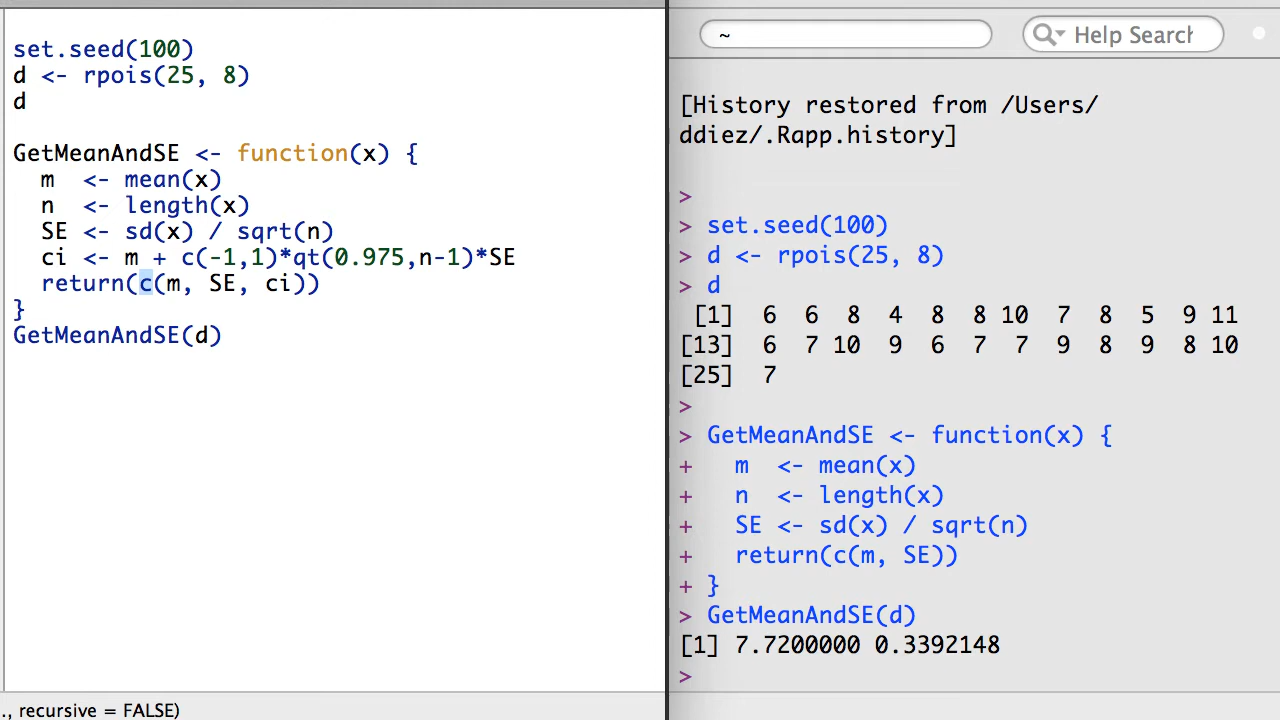 set.seed(100)
d <- rpois(25, 8)
d
GetMeanAndSE <- function(x) {
  m  <- mean(x)
  n  <- length(x)
  SE <- sd(x) / sqrt(n)
  ci <- m + c(-1,1)*qt(0.975,n-1)*SE
  return(c(m, SE, ci))
}
GetMeanAndSE(d)
., recursive = FALSE)
~
Help Search
[History restored from /Users/
ddiez/.Rapp.history]
>
> set.seed(100)
> d <- rpois(25, 8)
> d
 [1]  6  6  8  4  8  8 10  7  8  5  9 11
[13]  6  7 10  9  6  7  7  9  8  9  8 10
[25]  7
>
> GetMeanAndSE <- function(x) {
+   m  <- mean(x)
+   n  <- length(x)
+   SE <- sd(x) / sqrt(n)
+   return(c(m, SE))
+ }
> GetMeanAndSE(d)
[1] 7.7200000 0.3392148
>